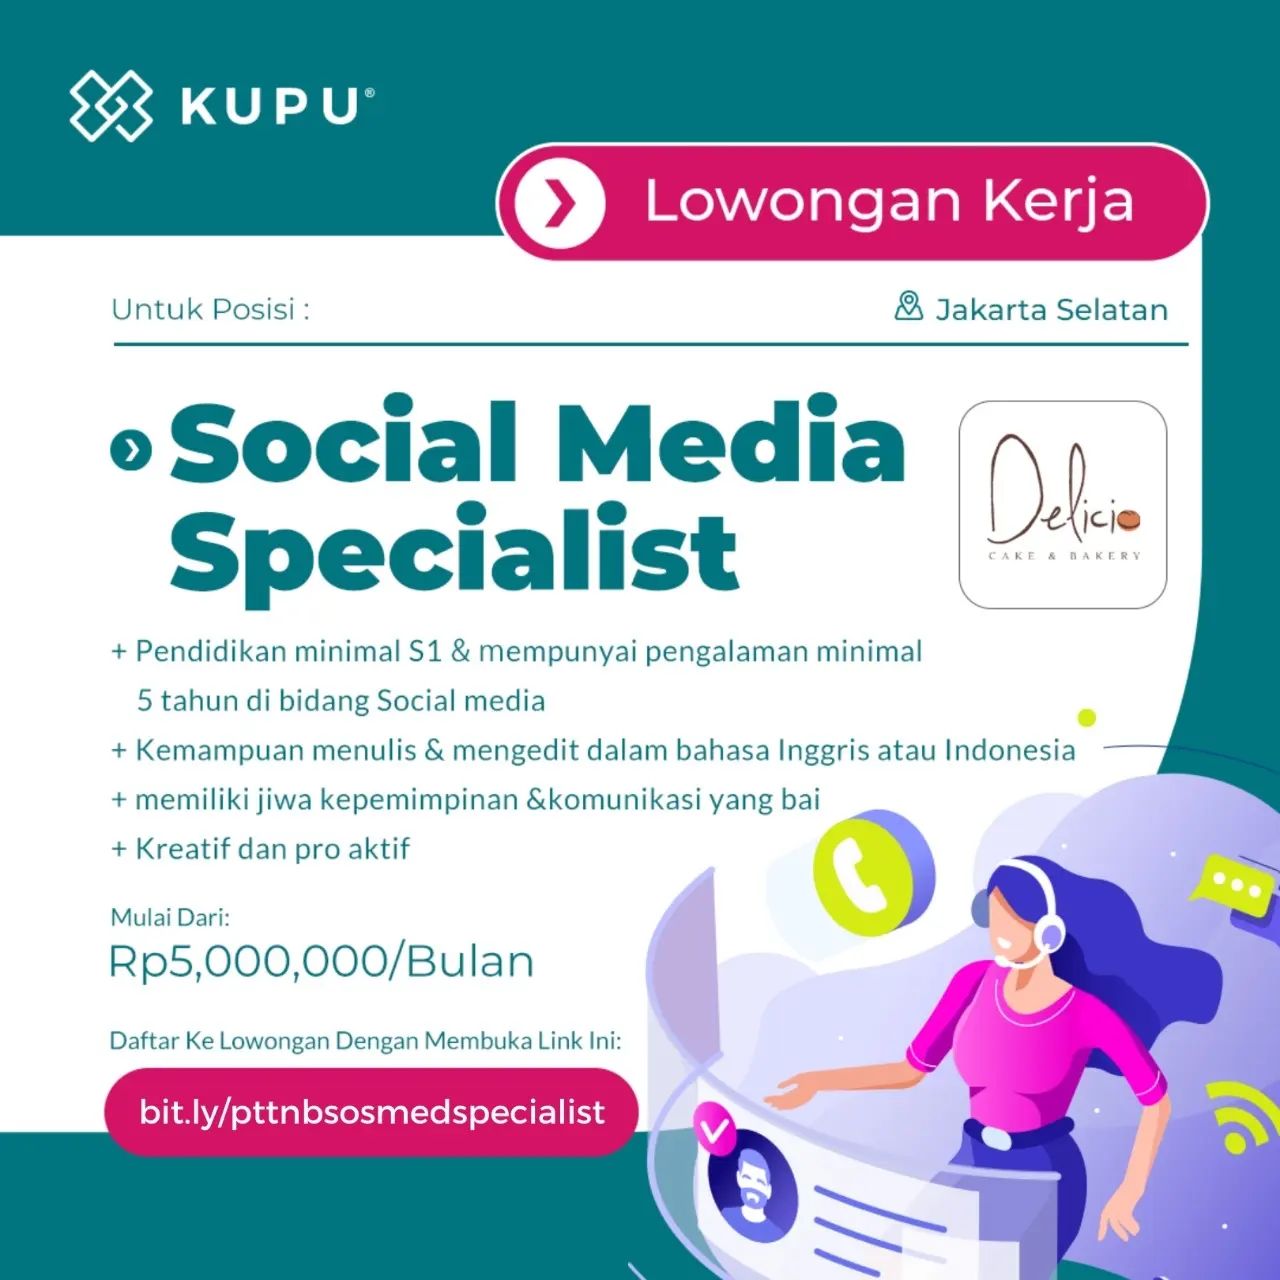 KUPU®
Lowongan Kerja
Untuk Posisi :
Jakarta Selatan
Social Media
Specialist
Delicio
CAKE & BAKERY
+ Pendidikan minimal S1 & mempunyai pengalaman minimal
5 tahun di bidang Social media
+ Kemampuan menulis & mengedit dalam bahasa Inggris atau Indonesia
+ memiliki jiwa kepemimpinan &komunikasi yang bai
+ Kreatif dan pro aktif
Mulai Dari:
Rp5,000,000/Bulan
Daftar Ke Lowongan Dengan Membuka Link Ini:
bit.ly/pttnbsosmedspecialist